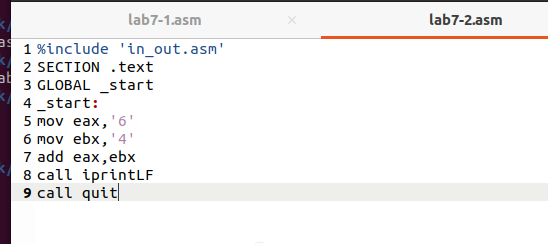 lab7-1.asm × lab7-2.asm
1 %include 'in_out.asm'
2 SECTION .text
3 GLOBAL _start
4 _start:
5 mov eax,'6'
6 mov ebx,'4'
7 add eax,ebx
8 call iprintLF
9 call quit